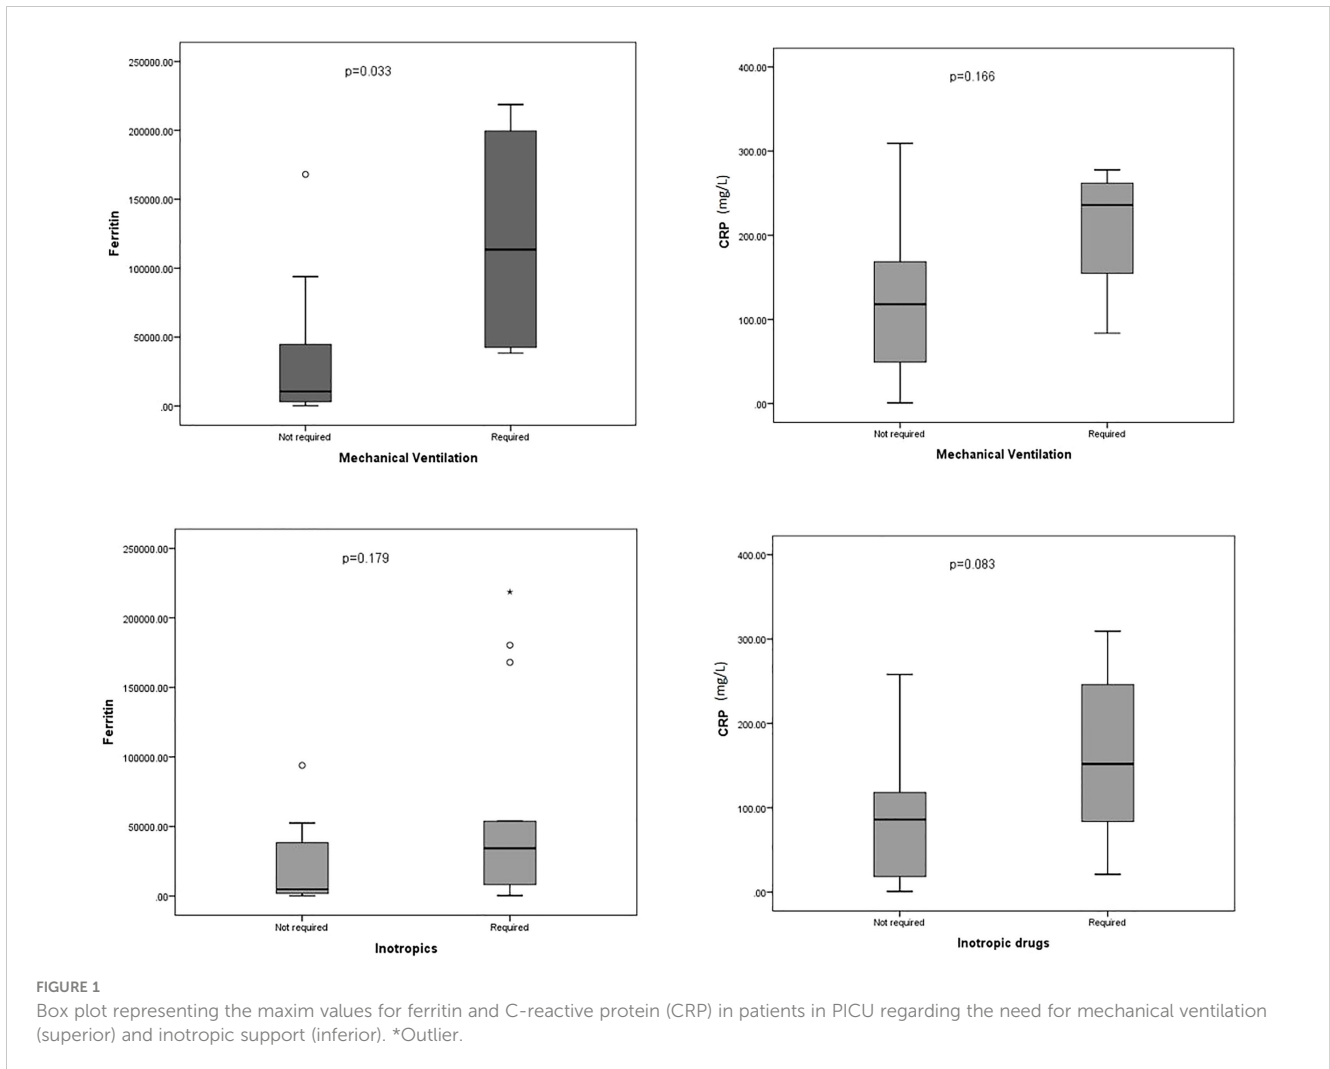 250000.00
p=0.033
200000.00
150000.00
Ferritin
100000.00
50000.00
.00
Not required
Required
Mechanical Ventilation
400.00
p=0.166
300.00
CRP (mg/L)
200.00
100.00
.00
Not required
Required
Mechanical Ventilation
250000.00
p=0.179
*
200000.00
150000.00
Ferritin
100000.00
50000.00
.00
Not required
Required
Inotropics
400.00
p=0.083
300.00
CRP (mg/L)
200.00
100.00
.00
Not required
Required
Inotropic drugs
FIGURE 1
Box plot representing the maxim values for ferritin and C-reactive protein (CRP) in patients in PICU regarding the need for mechanical ventilation
(superior) and inotropic support (inferior). *Outlier.